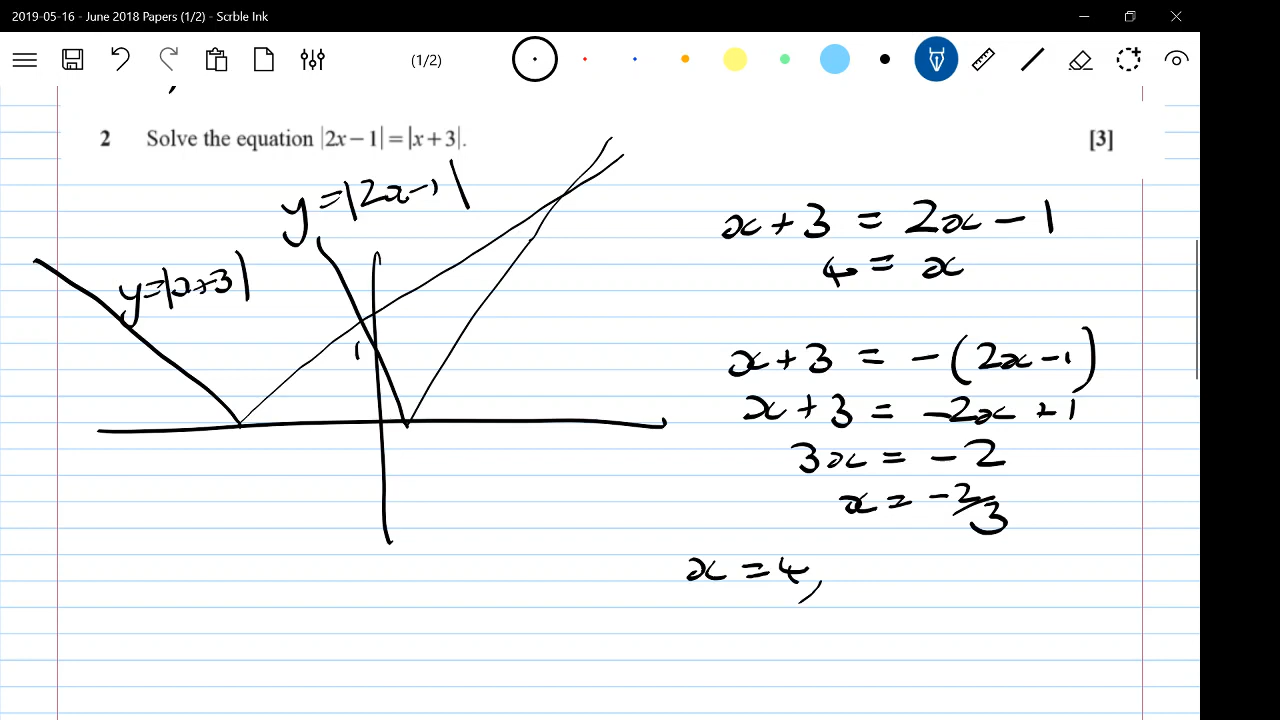 2019-05-16 - June 2018 Papers (1/2) - Scrble Ink
(1/2)
2 Solve the equation |2x − 1| = |x + 3|. [3]
y = |2x-1|
y=|x+3|
1
x + 3 = 2x - 1
4 = x
x + 3 = - (2x - 1)
x + 3 = -2x + 1
3x = - 2
x = -2/3
x = 4,